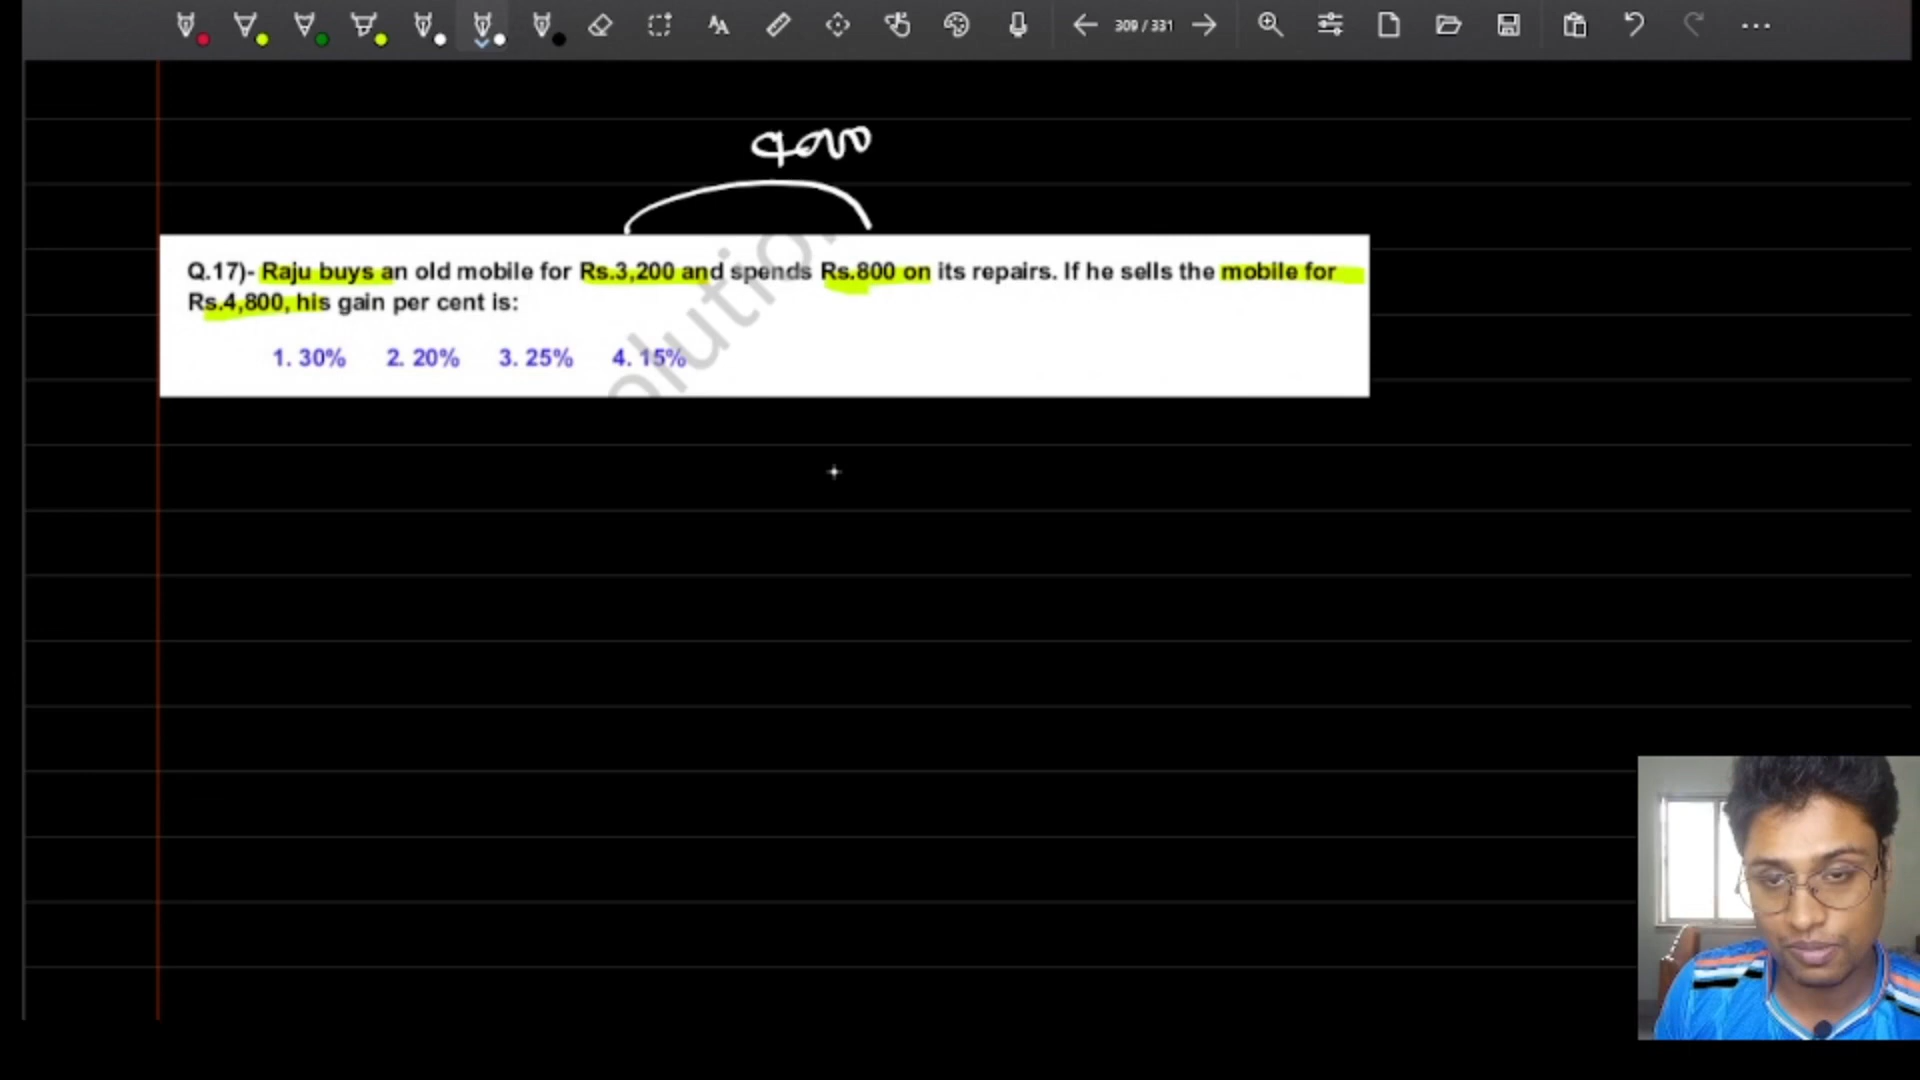 309 / 331
4000
Q.17)- Raju buys an old mobile for Rs.3,200 and spends Rs.800 on its repairs. If he sells the mobile for
Rs.4,800, his gain per cent is:
1. 30% 2. 20% 3. 25% 4. 15%
olution